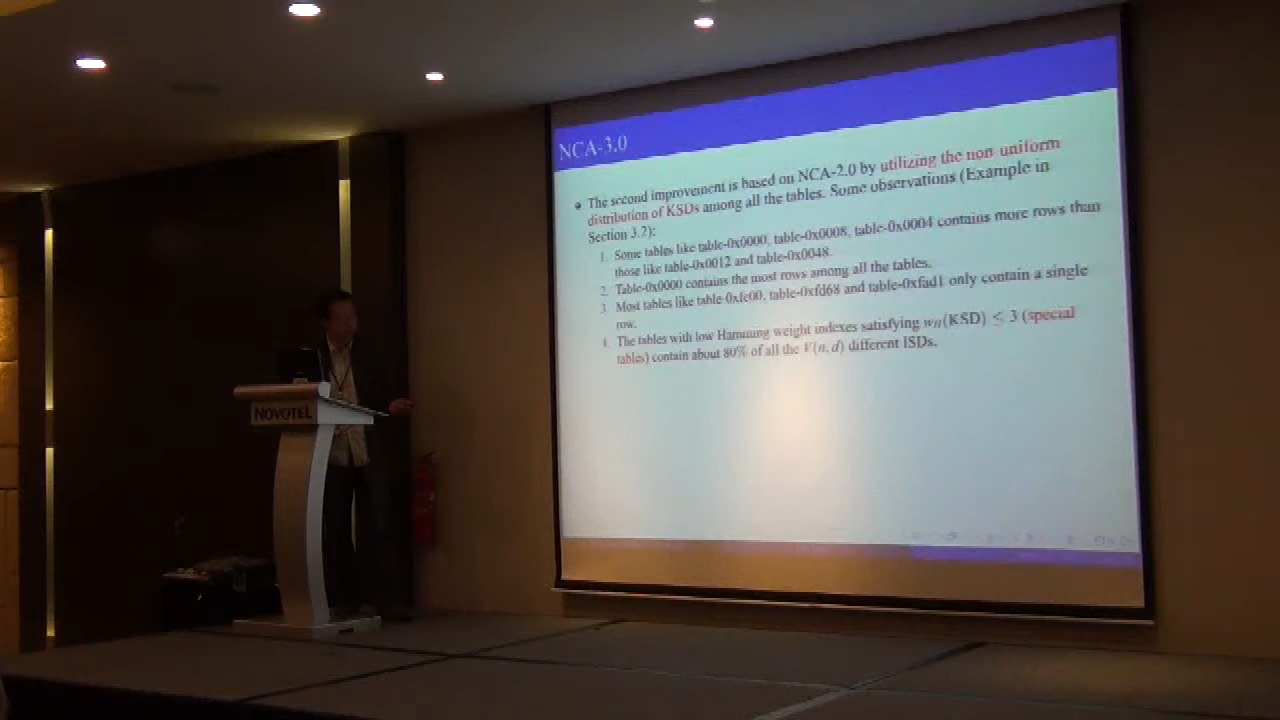 NCA-3.0
The second improvement is based on NCA-2.0 by utilizing the non uniform
distribution of KSDs among all the tables. Some observations (Example in
Section 3.2):
1. Some tables like table-0x0000, table-0x0008, table-0x0004 contains more rows than
those like table-0x0012 and table-0x0048.
2. Table-0x0000 contains the most rows among all the tables.
3. Most tables like table-0xfc00, table-0xfd68 and table-0xfad1 only contain a single
row.
4. The tables with low Hamming weight indexes satisfying w_H(KSD) ≤ 3 (special
tables) contain about 80% of all the V(n, d) different ISDs.
NOVOTEL